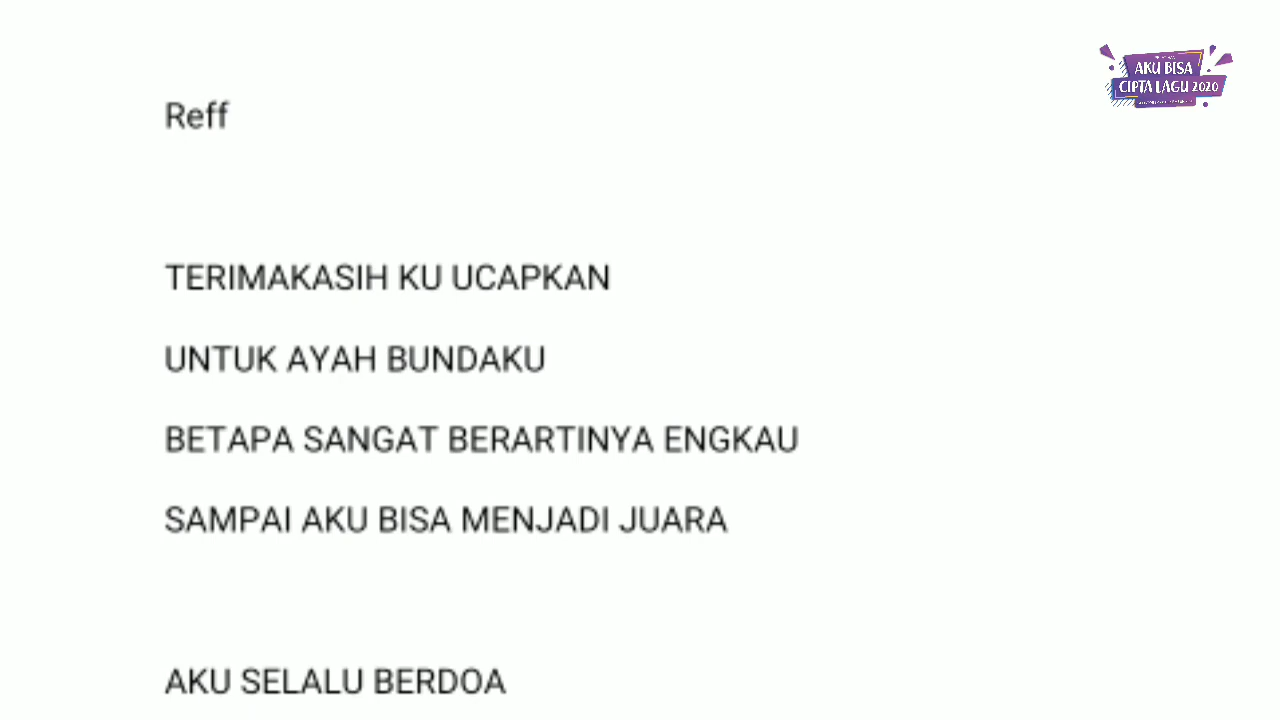 AKU BISA
CIPTA LAGU 2020
Reff
TERIMAKASIH KU UCAPKAN
UNTUK AYAH BUNDAKU
BETAPA SANGAT BERARTINYA ENGKAU
SAMPAI AKU BISA MENJADI JUARA
AKU SELALU BERDOA